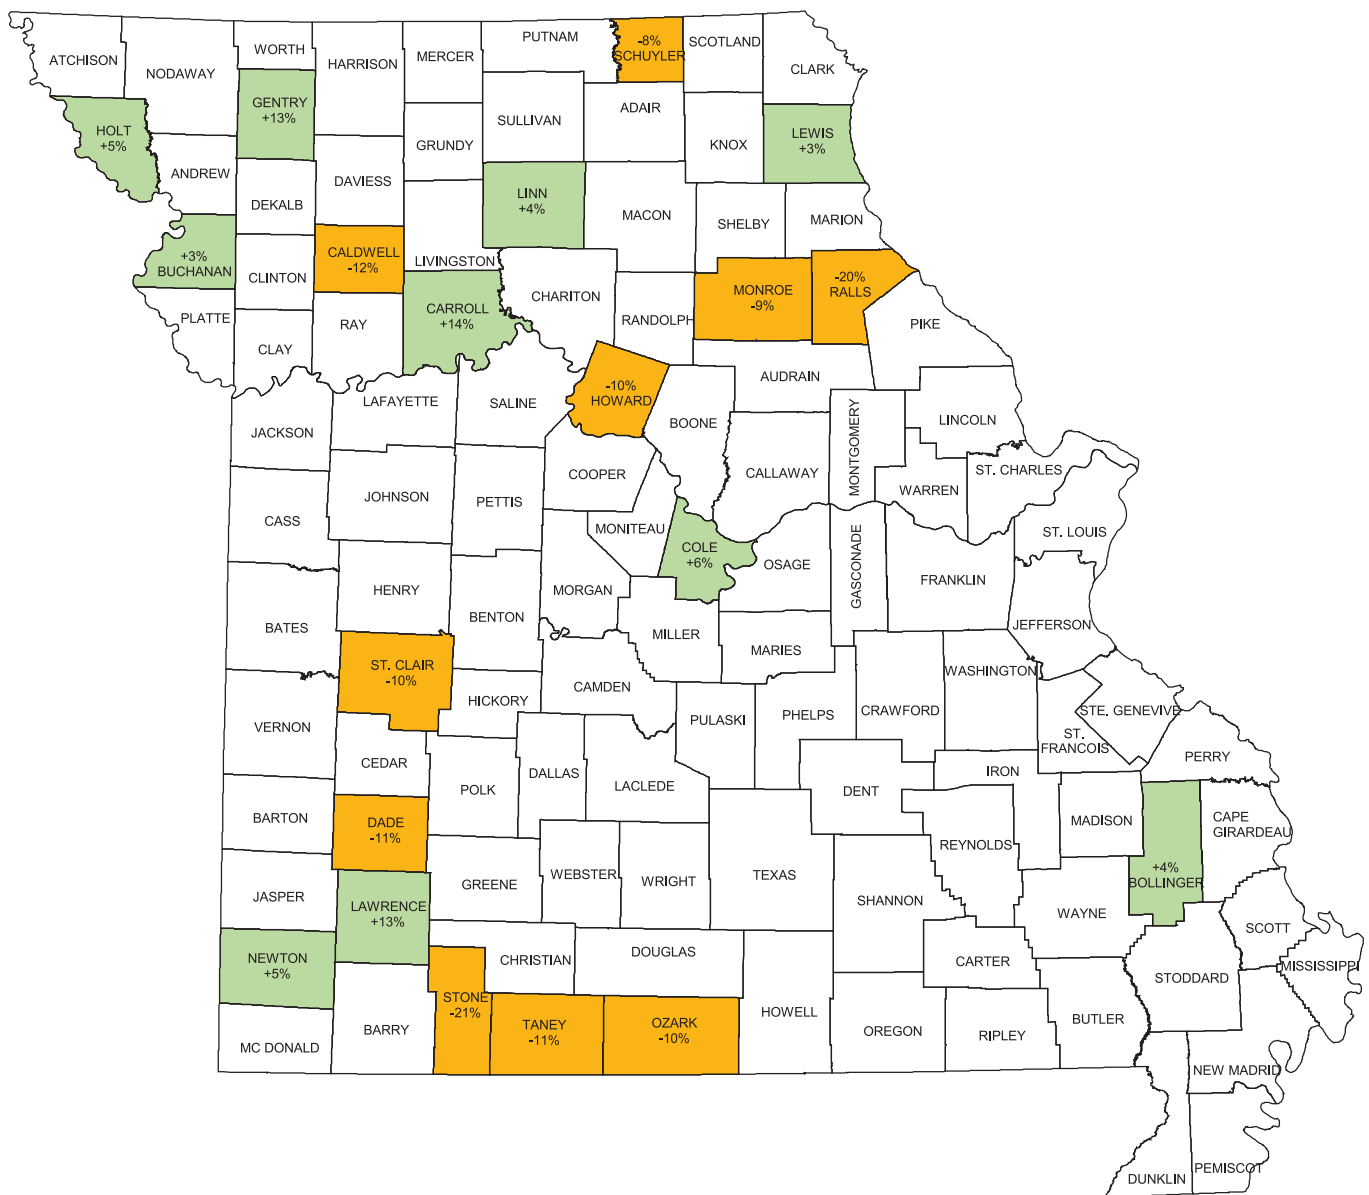 ATCHISON
NODAWAY
WORTH
HARRISON
MERCER
PUTNAM
-8%
SCHUYLER
SCOTLAND
CLARK
HOLT
+5%
GENTRY
+13%
ANDREW
DEKALB
DAVIESS
GRUNDY
SULLIVAN
ADAIR
KNOX
LEWIS
+3%
LINN
+4%
MACON
SHELBY
MARION
+3%
BUCHANAN
CLINTON
CALDWELL
-12%
LIVINGSTON
CARROLL
+14%
CHARITON
RANDOLPH
MONROE
-9%
-20%
RALLS
PIKE
PLATTE
CLAY
RAY
JACKSON
LAFAYETTE
SALINE
-10%
HOWARD
BOONE
AUDRAIN
CALLAWAY
MONTGOMERY
LINCOLN
WARREN
ST. CHARLES
ST. LOUIS
CASS
JOHNSON
PETTIS
COOPER
MONITEAU
COLE
+6%
OSAGE
GASCONADE
FRANKLIN
JEFFERSON
BATES
HENRY
BENTON
MORGAN
MILLER
MARIES
ST. CLAIR
-10%
HICKORY
CAMDEN
PULASKI
PHELPS
CRAWFORD
WASHINGTON
STE. GENEVIVE
ST.
FRANCOIS
PERRY
VERNON
CEDAR
POLK
DALLAS
LACLEDE
DENT
IRON
REYNOLDS
MADISON
+4%
BOLLINGER
CAPE
GIRARDEAU
BARTON
DADE
-11%
GREENE
WEBSTER
WRIGHT
TEXAS
SHANNON
WAYNE
SCOTT
MISSISSIPPI
STODDARD
JASPER
LAWRENCE
+13%
NEWTON
+5%
CHRISTIAN
DOUGLAS
CARTER
MC DONALD
BARRY
STONE
-21%
TANEY
-11%
OZARK
-10%
HOWELL
OREGON
RIPLEY
BUTLER
NEW MADRID
DUNKLIN
PEMISCOT